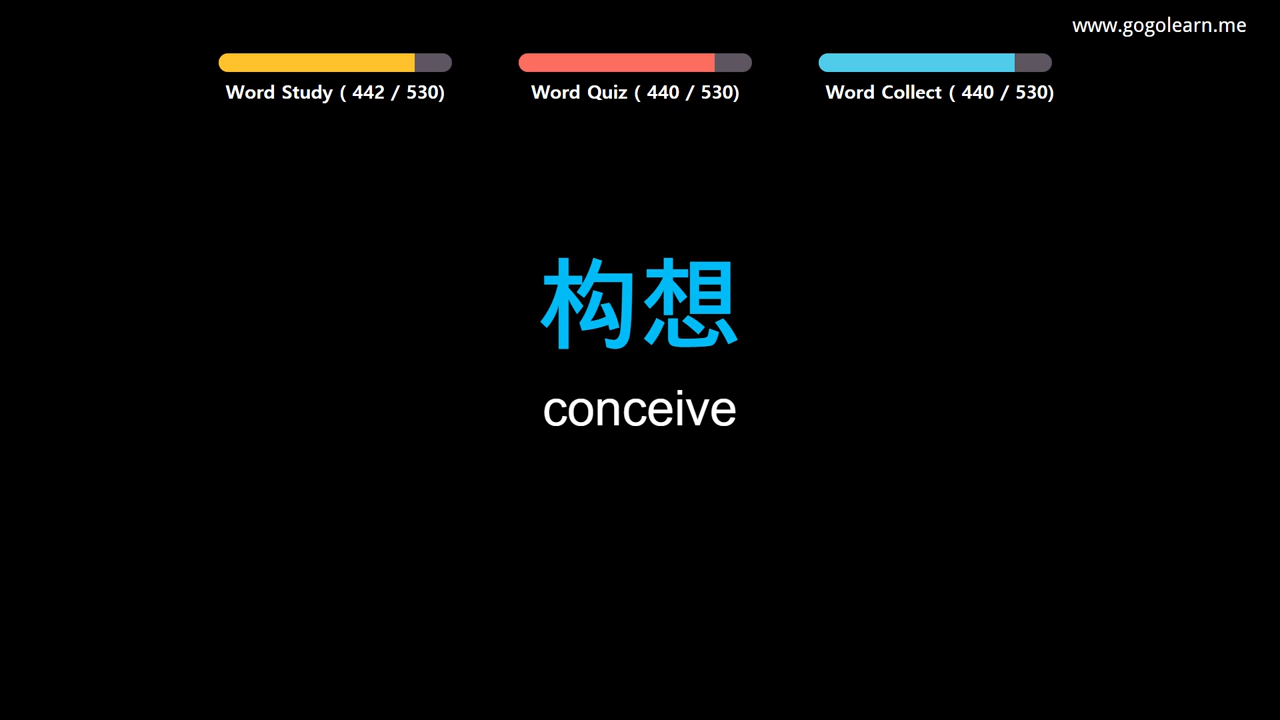 www.gogolearn.me
Word Study ( 442 / 530)
Word Quiz ( 440 / 530)
Word Collect ( 440 / 530)
构想
conceive